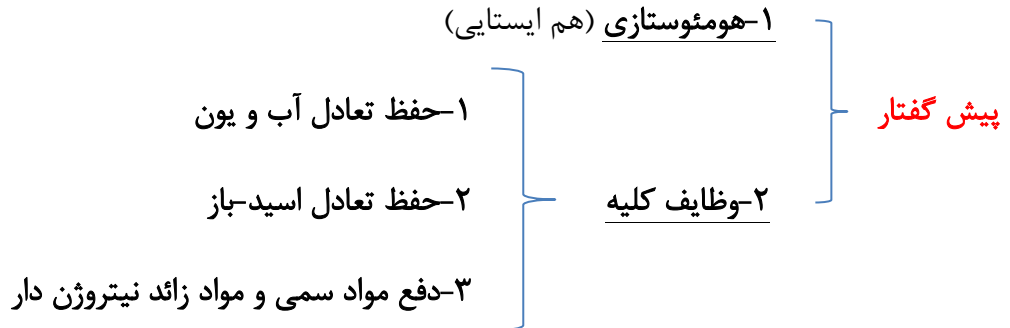 پیش گفتار
۱-هومئوستازی (هم ایستایی)
۲-وظایف کلیه
۱-حفظ تعادل آب و یون
۲-حفظ تعادل اسید-باز
۳-دفع مواد سمی و مواد زائد نیتروژن دار